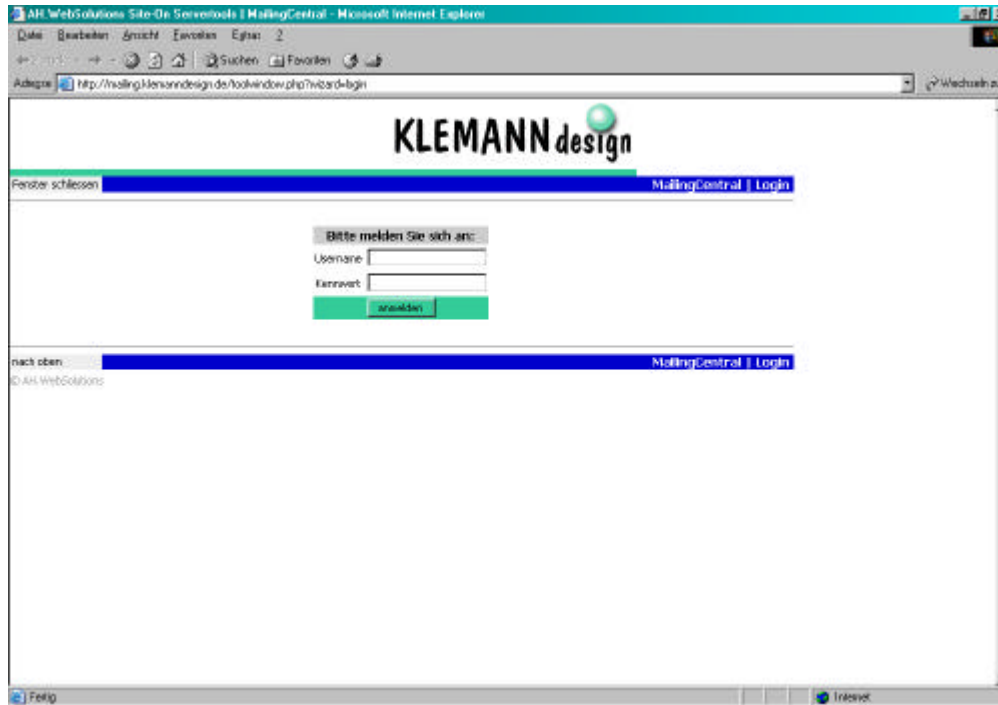 AH.WebSolutions Site-On Servertools | MailingCentral - Microsoft Internet Explorer
Datei Bearbeiten Ansicht Favoriten Extras ?
Suchen Favoriten
Adresse http://mailing.klemanndesign.de/toolwindow.php?wizard=login Wechseln zu
KLEMANN design
Fenster schliessen MailingCentral | Login
Bitte melden Sie sich an:
Username
Kennwort
anmelden
nach oben MailingCentral | Login
© AH.WebSolutions
Fertig Internet